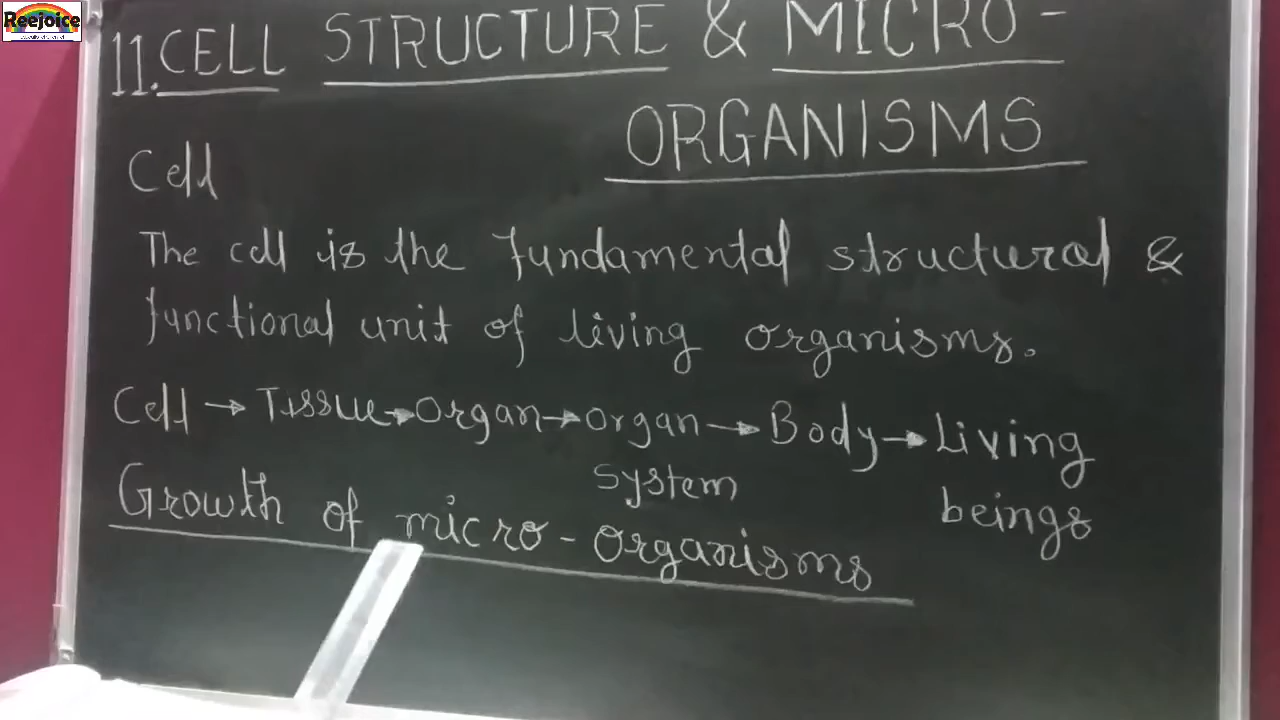 Reejoice
11. CELL STRUCTURE & MICRO-
ORGANISMS
Cell
The cell is the fundamental structural &
functional unit of living organisms.
Cell → Tissue → Organ → organ → Body → Living
system beings
Growth of micro-organisms